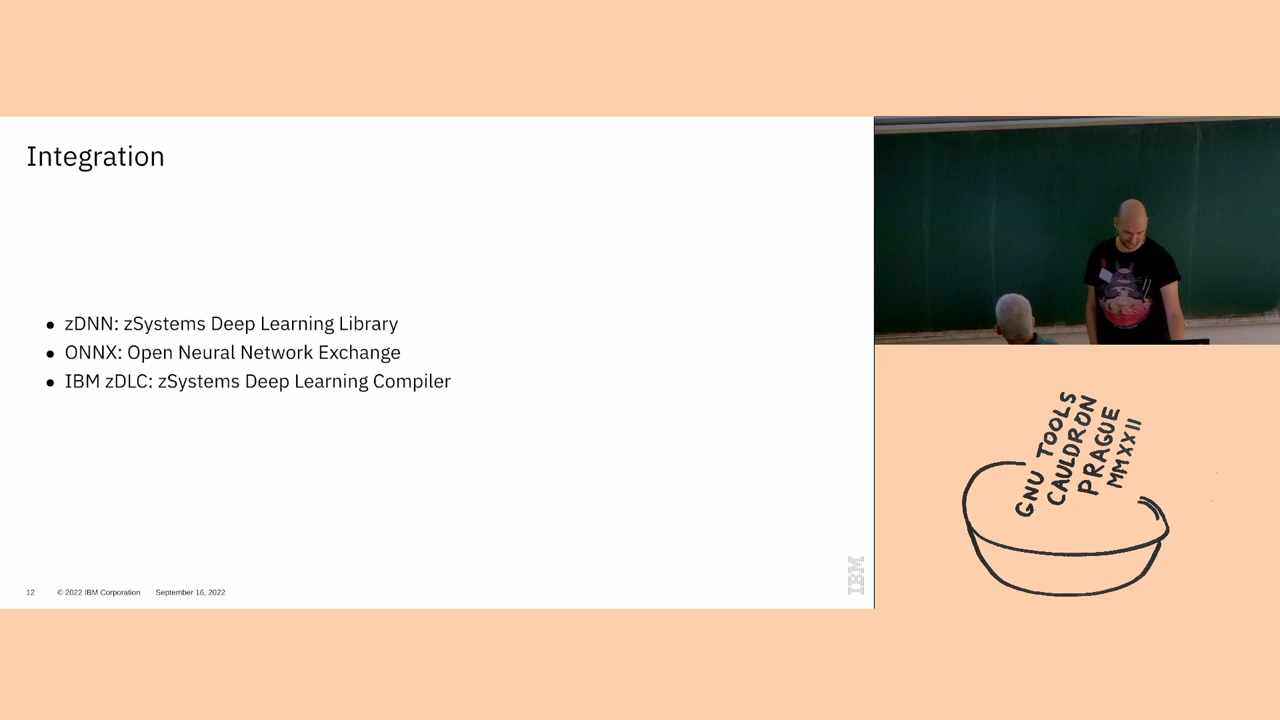 Integration
● zDNN: zSystems Deep Learning Library
● ONNX: Open Neural Network Exchange
● IBM zDLC: zSystems Deep Learning Compiler
12 © 2022 IBM Corporation September 16, 2022
IBM
GNU TOOLS
CAULDRON
PRAGUE
MMXXII